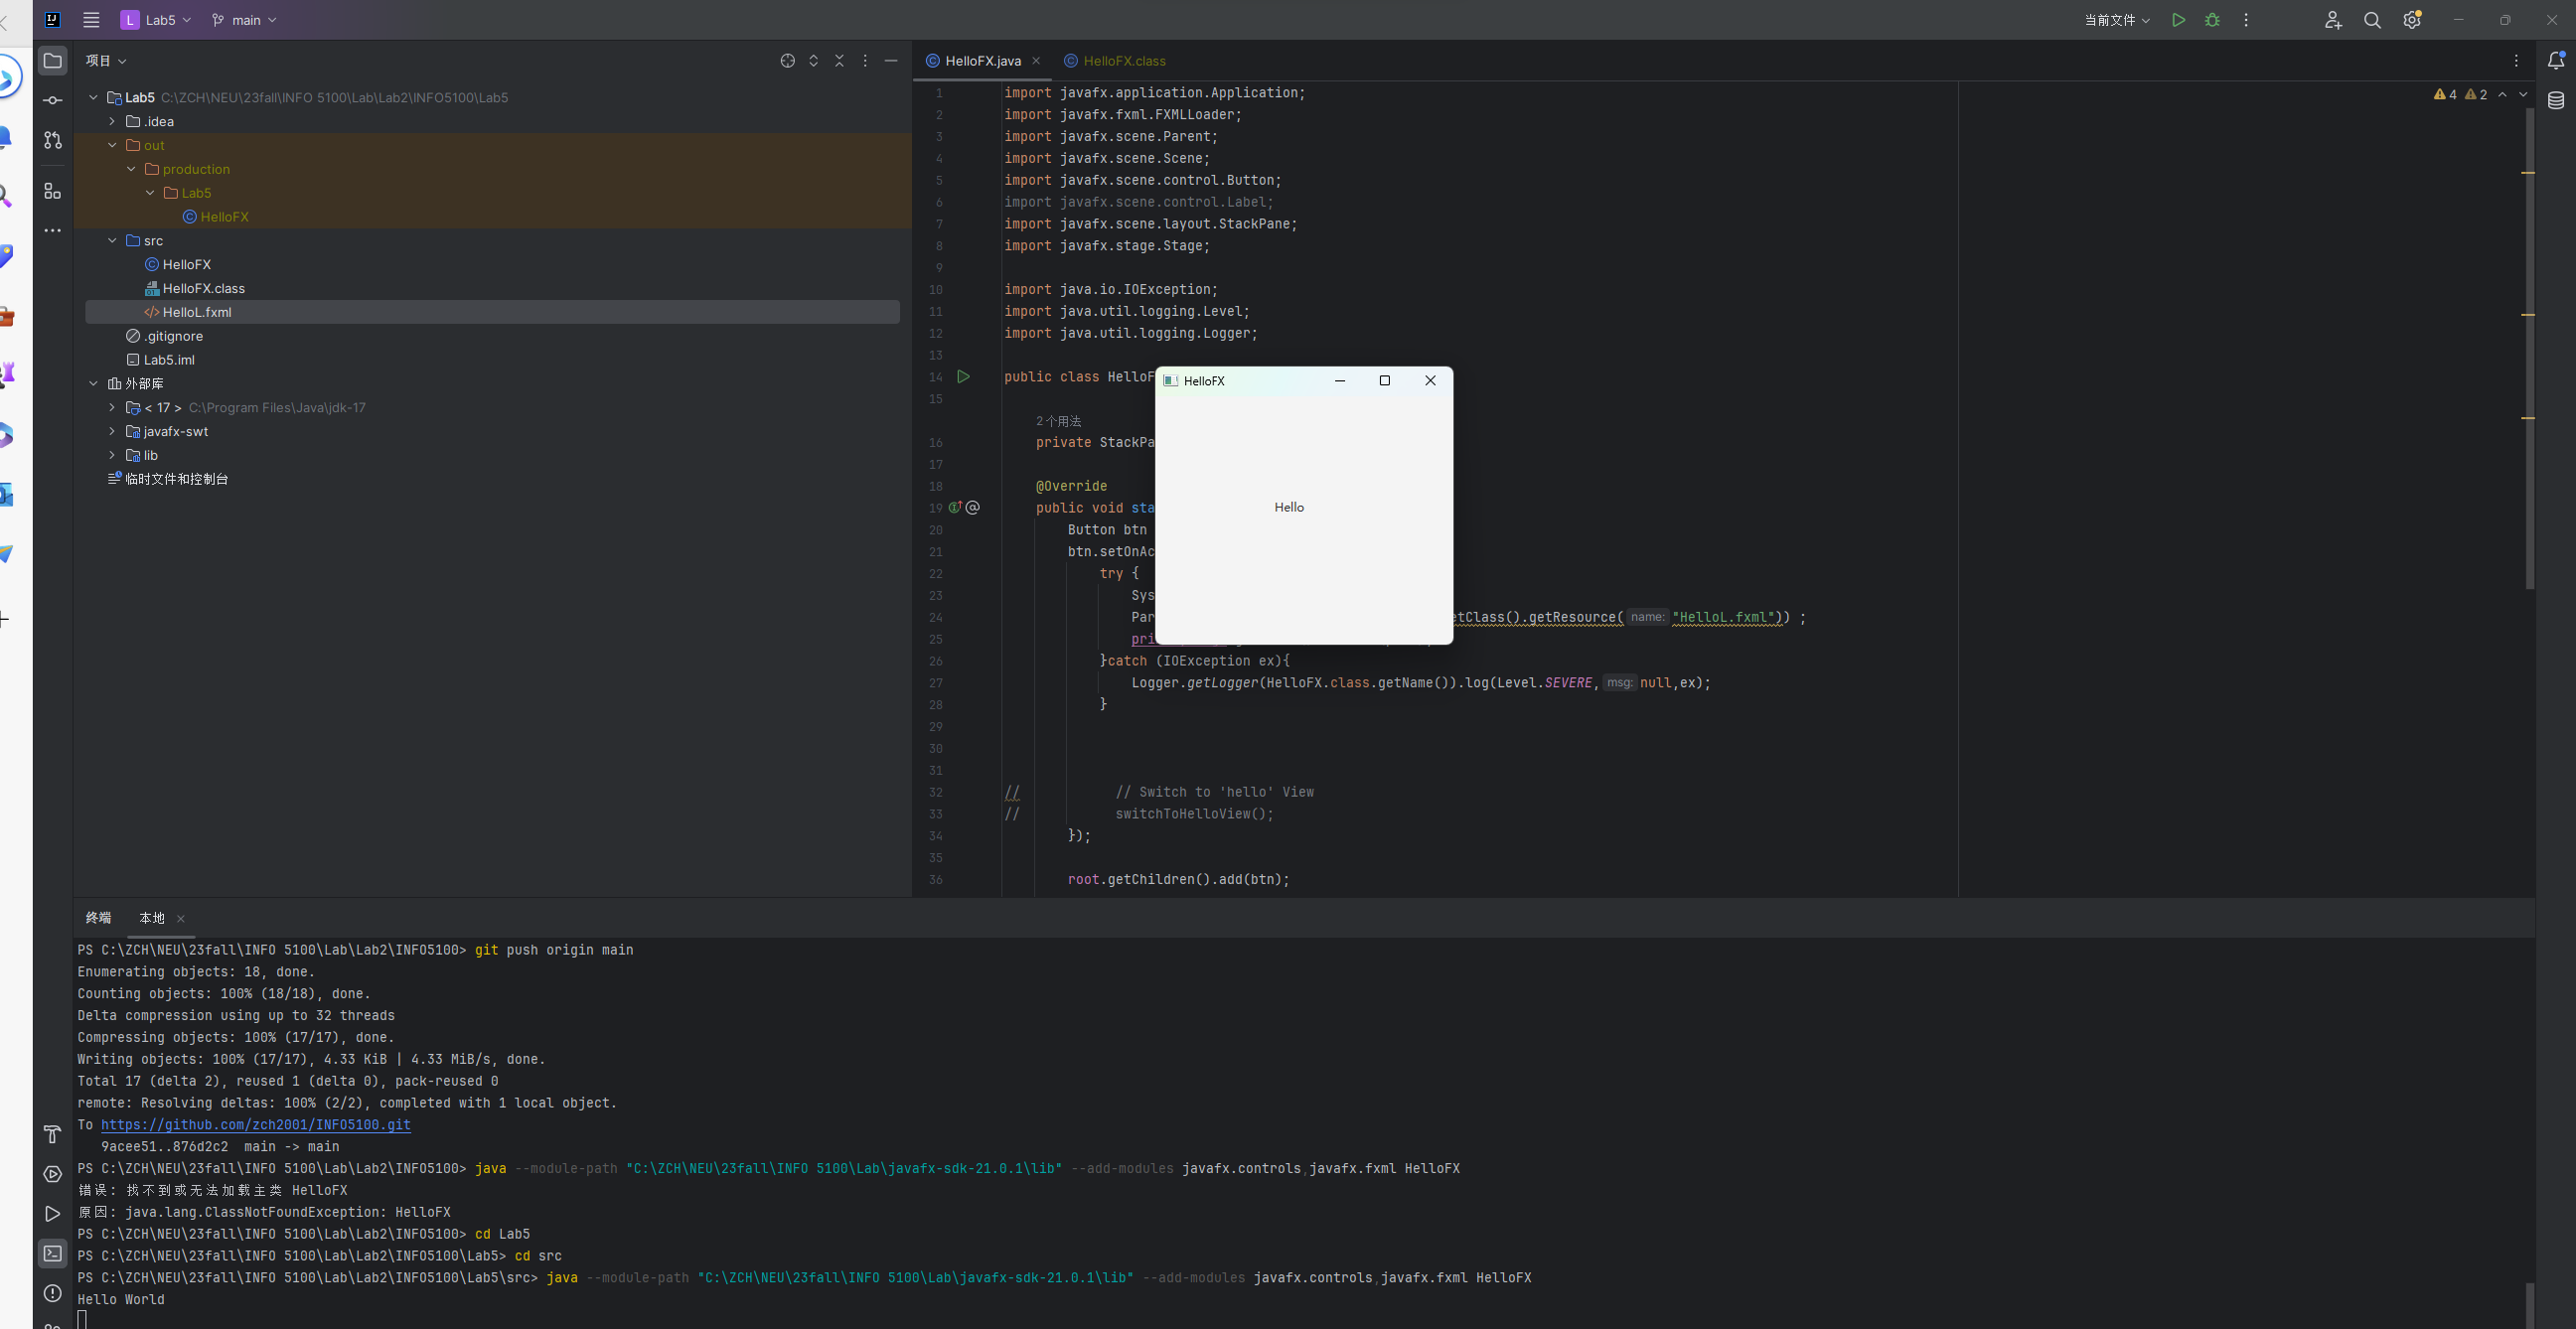 L Lab5 main 当前文件
项目
Lab5 C:\ZCH\NEU\23fall\INFO 5100\Lab\Lab2\INFO5100\Lab5
.idea
out
production
Lab5
HelloFX
src
HelloFX
HelloFX.class
HelloL.fxml
.gitignore
Lab5.iml
外部库
< 17 > C:\Program Files\Java\jdk-17
javafx-swt
lib
临时文件和控制台
HelloFX.java HelloFX.class
4 2
1 import javafx.application.Application;
2 import javafx.fxml.FXMLLoader;
3 import javafx.scene.Parent;
4 import javafx.scene.Scene;
5 import javafx.scene.control.Button;
6 import javafx.scene.control.Label;
7 import javafx.scene.layout.StackPane;
8 import javafx.stage.Stage;
9
10 import java.io.IOException;
11 import java.util.logging.Level;
12 import java.util.logging.Logger;
13
14 public class HelloF
15
2个用法
16 private StackPa
17
18 @Override
19 public void sta
20 Button btn
21 btn.setOnAc
22 try {
23 Sys
24 Par etClass().getResource( name: "HelloL.fxml")) ;
25 pri
26 }catch (IOException ex){
27 Logger.getLogger(HelloFX.class.getName()).log(Level.SEVERE, msg: null,ex);
28 }
29
30
31
32 // // Switch to 'hello' View
33 // switchToHelloView();
34 });
35
36 root.getChildren().add(btn);
HelloFX
Hello
终端 本地
PS C:\ZCH\NEU\23fall\INFO 5100\Lab\Lab2\INFO5100> git push origin main
Enumerating objects: 18, done.
Counting objects: 100% (18/18), done.
Delta compression using up to 32 threads
Compressing objects: 100% (17/17), done.
Writing objects: 100% (17/17), 4.33 KiB | 4.33 MiB/s, done.
Total 17 (delta 2), reused 1 (delta 0), pack-reused 0
remote: Resolving deltas: 100% (2/2), completed with 1 local object.
To https://github.com/zch2001/INFO5100.git
9acee51..876d2c2 main -> main
PS C:\ZCH\NEU\23fall\INFO 5100\Lab\Lab2\INFO5100> java --module-path "C:\ZCH\NEU\23fall\INFO 5100\Lab\javafx-sdk-21.0.1\lib" --add-modules javafx.controls,javafx.fxml HelloFX
错误: 找不到或无法加载主类 HelloFX
原因: java.lang.ClassNotFoundException: HelloFX
PS C:\ZCH\NEU\23fall\INFO 5100\Lab\Lab2\INFO5100> cd Lab5
PS C:\ZCH\NEU\23fall\INFO 5100\Lab\Lab2\INFO5100\Lab5> cd src
PS C:\ZCH\NEU\23fall\INFO 5100\Lab\Lab2\INFO5100\Lab5\src> java --module-path "C:\ZCH\NEU\23fall\INFO 5100\Lab\javafx-sdk-21.0.1\lib" --add-modules javafx.controls,javafx.fxml HelloFX
Hello World